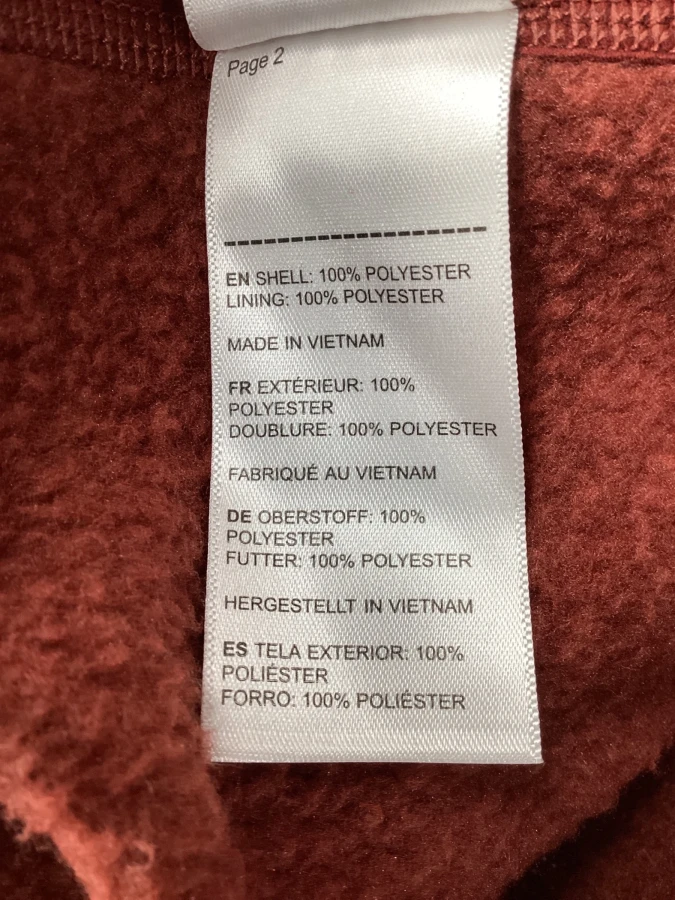 Page 2
EN SHELL: 100% POLYESTER
LINING: 100% POLYESTER
MADE IN VIETNAM
FR EXTÉRIEUR: 100%
POLYESTER
DOUBLURE: 100% POLYESTER
FABRIQUÉ AU VIETNAM
DE OBERSTOFF: 100%
POLYESTER
FUTTER: 100% POLYESTER
HERGESTELLT IN VIETNAM
ES TELA EXTERIOR: 100%
POLIÉSTER
FORRO: 100% POLIÉSTER